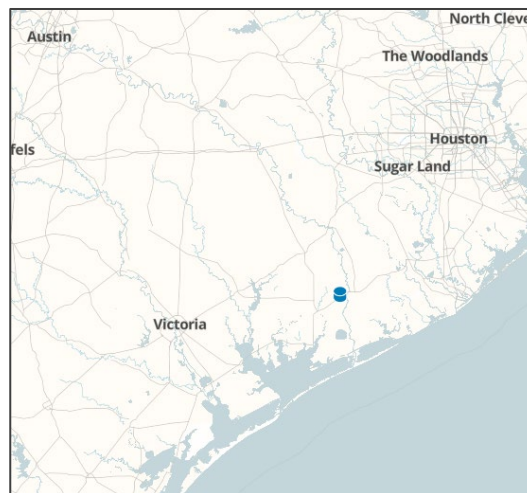 North Cleve
Austin
The Woodlands
Houston
fels
Sugar Land
Victoria